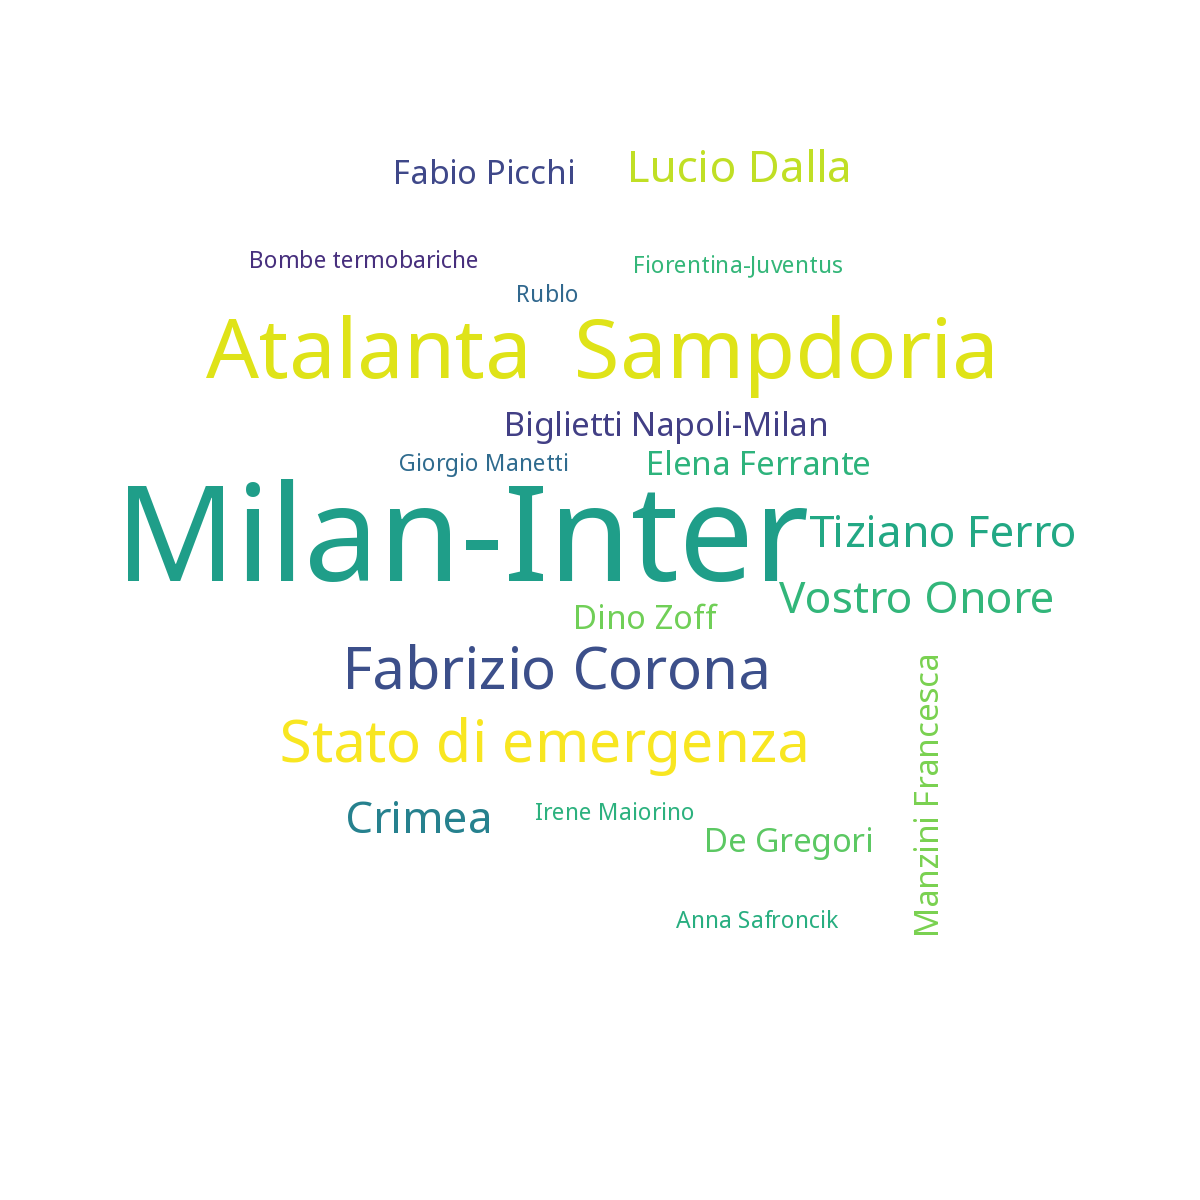 Fabio Picchi
Lucio Dalla
Bombe termobariche
Fiorentina-Juventus
Rublo
Atalanta Sampdoria
Biglietti Napoli-Milan
Giorgio Manetti
Elena Ferrante
Milan-Inter
Tiziano Ferro
Vostro Onore
Dino Zoff
Fabrizio Corona
Stato di emergenza
Manzini Francesca
Crimea
Irene Maiorino
De Gregori
Anna Safroncik